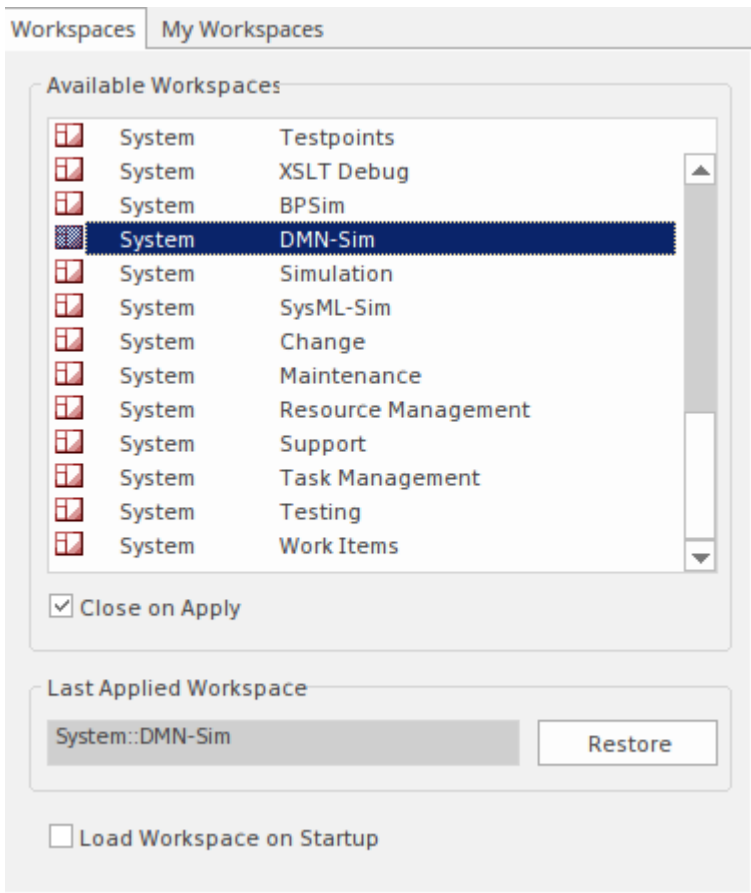 Workspaces My Workspaces
Available Workspaces
System Testpoints
System XSLT Debug
System BPSim
System DMN-Sim
System Simulation
System SysML-Sim
System Change
System Maintenance
System Resource Management
System Support
System Task Management
System Testing
System Work Items
Close on Apply
Last Applied Workspace
System::DMN-Sim Restore
Load Workspace on Startup